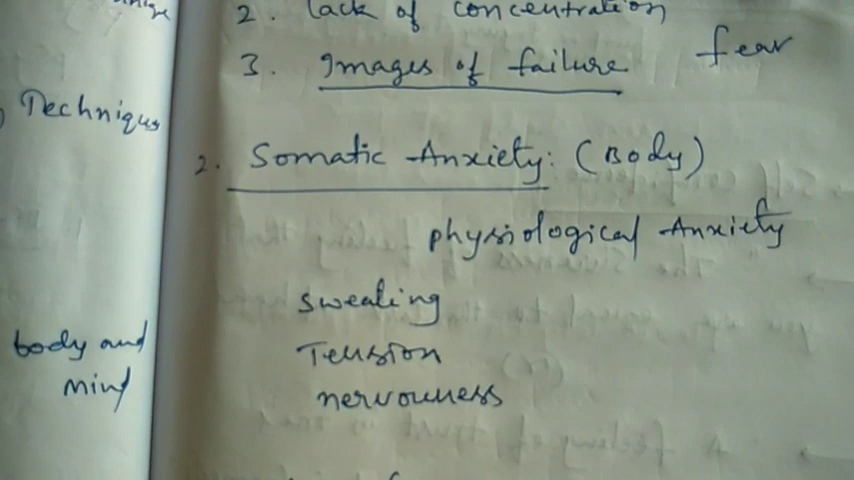 2. lack of concentration
3. Images of failure fear
Technique
2. Somatic Anxiety: (Body)
physiological Anxiety
sweating
Tension
nervousness
body and
mind